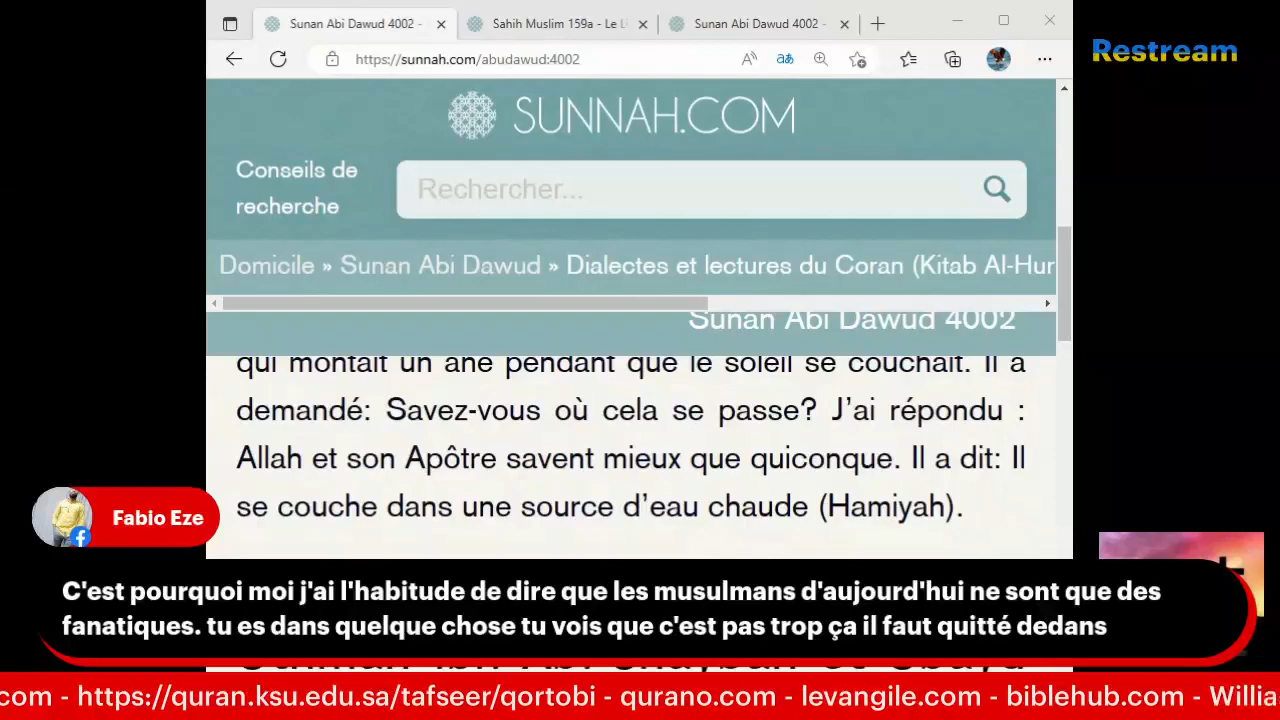 Sunan Abi Dawud 4002 -
Sahih Muslim 159a - Le L
Sunan Abi Dawud 4002 -
Restream
https://sunnah.com/abudawud:4002
SUNNAH.COM
Conseils de
recherche
Rechercher...
Domicile » Sunan Abi Dawud » Dialectes et lectures du Coran (Kitab Al-Hur
Sunan Abi Dawud 4002
qui montait un âne pendant que le soleil se couchait. Il a
demandé: Savez-vous où cela se passe? J'ai répondu :
Allah et son Apôtre savent mieux que quiconque. Il a dit: Il
se couche dans une source d'eau chaude (Hamiyah).
Fabio Eze
C'est pourquoi moi j'ai l'habitude de dire que les musulmans d'aujourd'hui ne sont que des
fanatiques. tu es dans quelque chose tu vois que c'est pas trop ça il faut quitté dedans
com - https://quran.ksu.edu.sa/tafseer/qortobi - qurano.com - levangile.com - biblehub.com - Willia